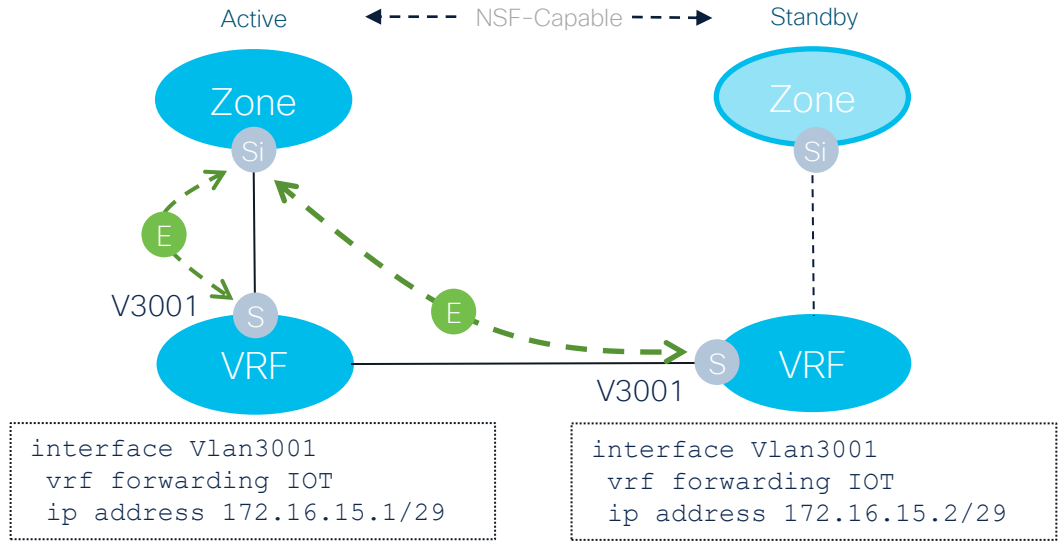 Active
NSF-Capable
Standby
Zone
Zone
Si
Si
E
V3001
S
E
VRF
S
VRF
V3001
interface Vlan3001
vrf forwarding IOT
ip address 172.16.15.1/29
interface Vlan3001
vrf forwarding IOT
ip address 172.16.15.2/29